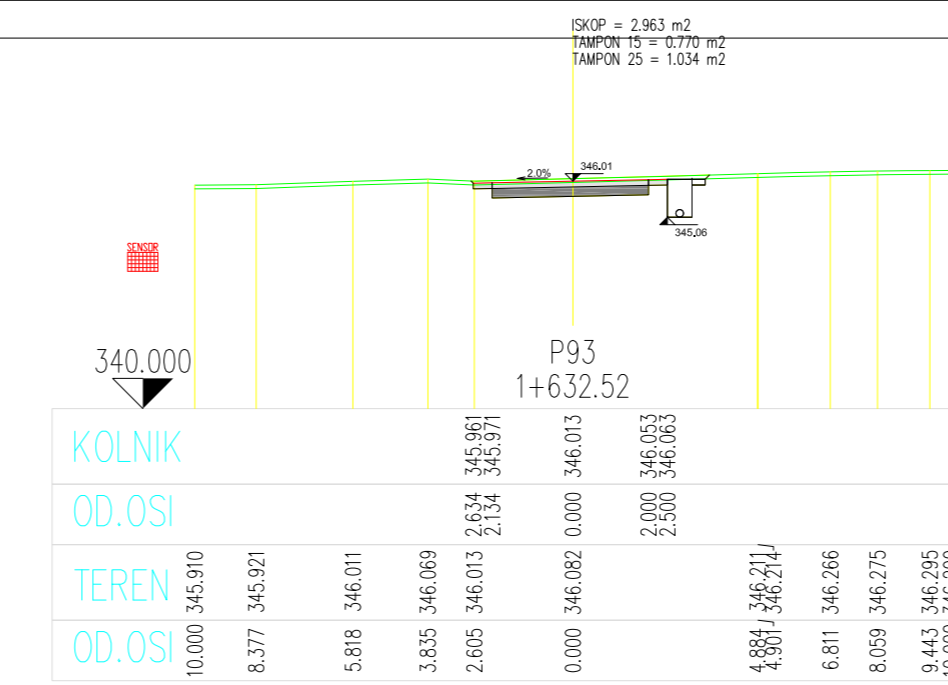 ISKOP = 2.963 m2
TAMPON 15 = 0.770 m2
TAMPON 25 = 1.034 m2
2.0%
346.01
345.06
SENSOR
340.000
P93
1+632.52
KOLNIK 345.961 345.971 346.013 346.053 346.063
OD.OSI 2.634 2.134 0.000 2.000 2.500
TEREN 345.910 345.921 346.011 346.069 346.013 346.082 346.211 346.214 346.266 346.275 346.295
OD.OSI 10.000 8.377 5.818 3.835 2.605 0.000 4.884 4.901 6.811 8.059 9.443